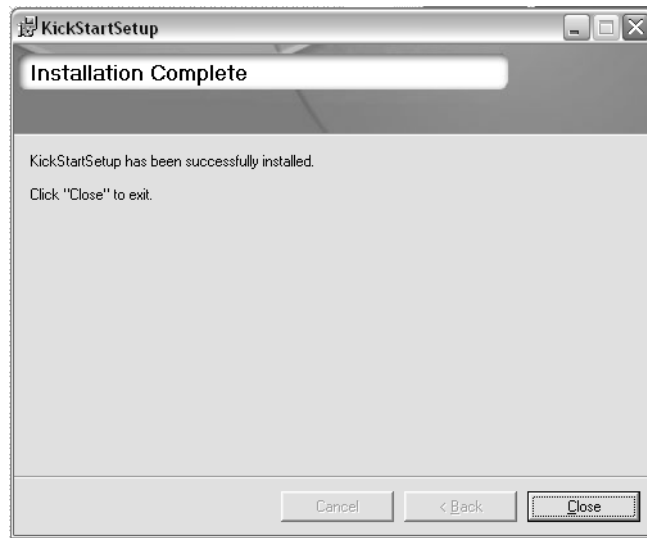 KickStartSetup
Installation Complete
KickStartSetup has been successfully installed.
Click "Close" to exit.
Cancel
< Back
Close